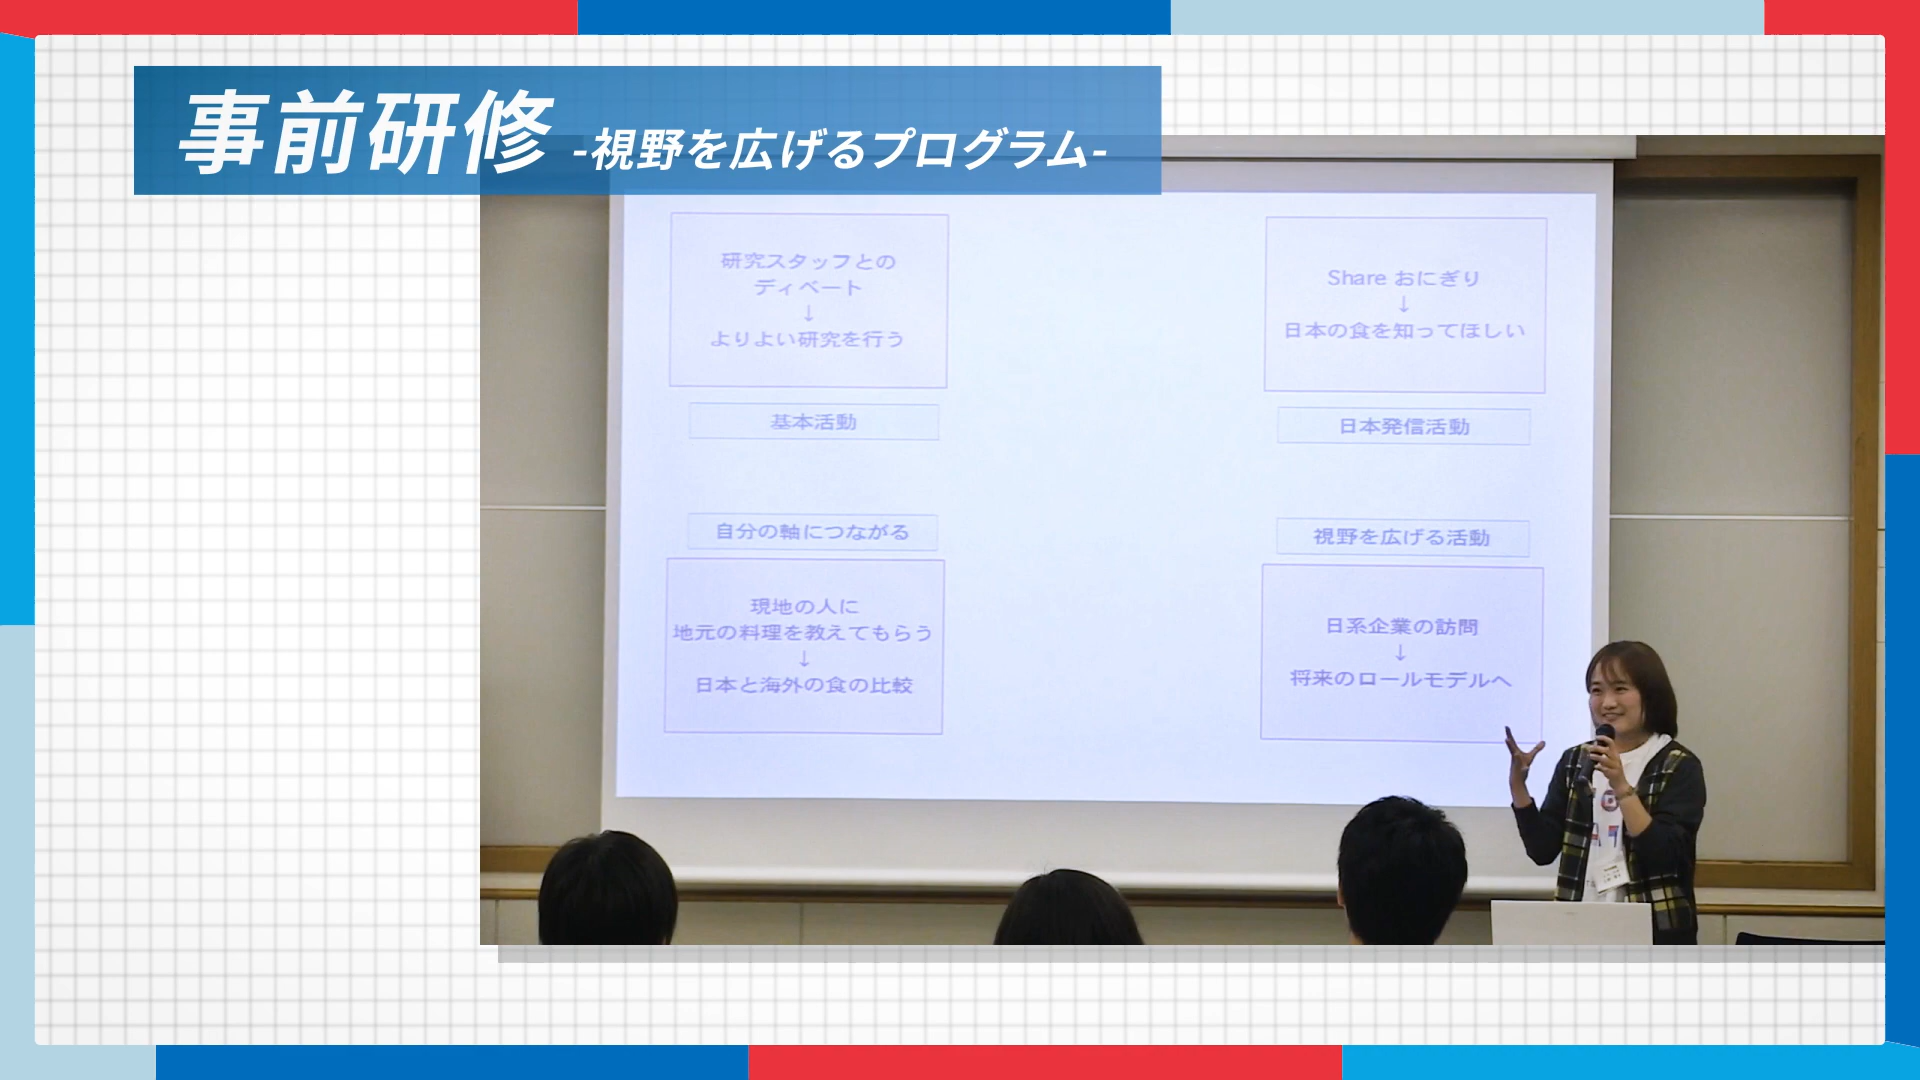 事前研修 -視野を広げるプログラム-
研究スタッフとの
ディベート
↓
よりよい研究を行う
基本活動
Share おにぎり
↓
日本の食を知ってほしい
日本発信活動
自分の軸につながる
現地の人に
地元の料理を教えてもらう
↓
日本と海外の食の比較
視野を広げる活動
日系企業の訪問
↓
将来のロールモデルへ